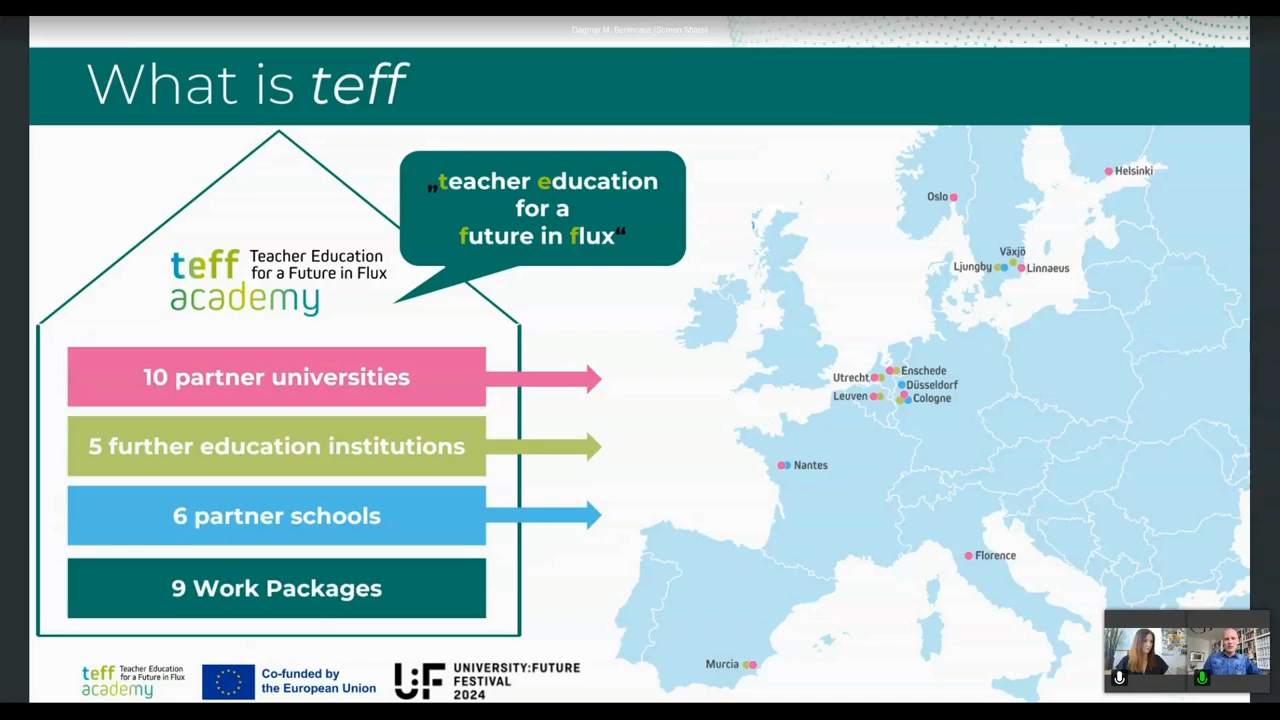 Dagmar M. Benincasa (Screen Share)
What is teff
„teacher education
for a
future in flux“
teff Teacher Education
for a Future in Flux
academy
10 partner universities
5 further education institutions
6 partner schools
9 Work Packages
Helsinki
Oslo
Växjö
Ljungby
Linnaeus
Enschede
Utrecht
Düsseldorf
Leuven
Cologne
Nantes
Florence
Murcia
teff Teacher Education
for a Future in Flux
academy
Co-funded by
the European Union
U:F
UNIVERSITY:FUTURE
FESTIVAL
2024